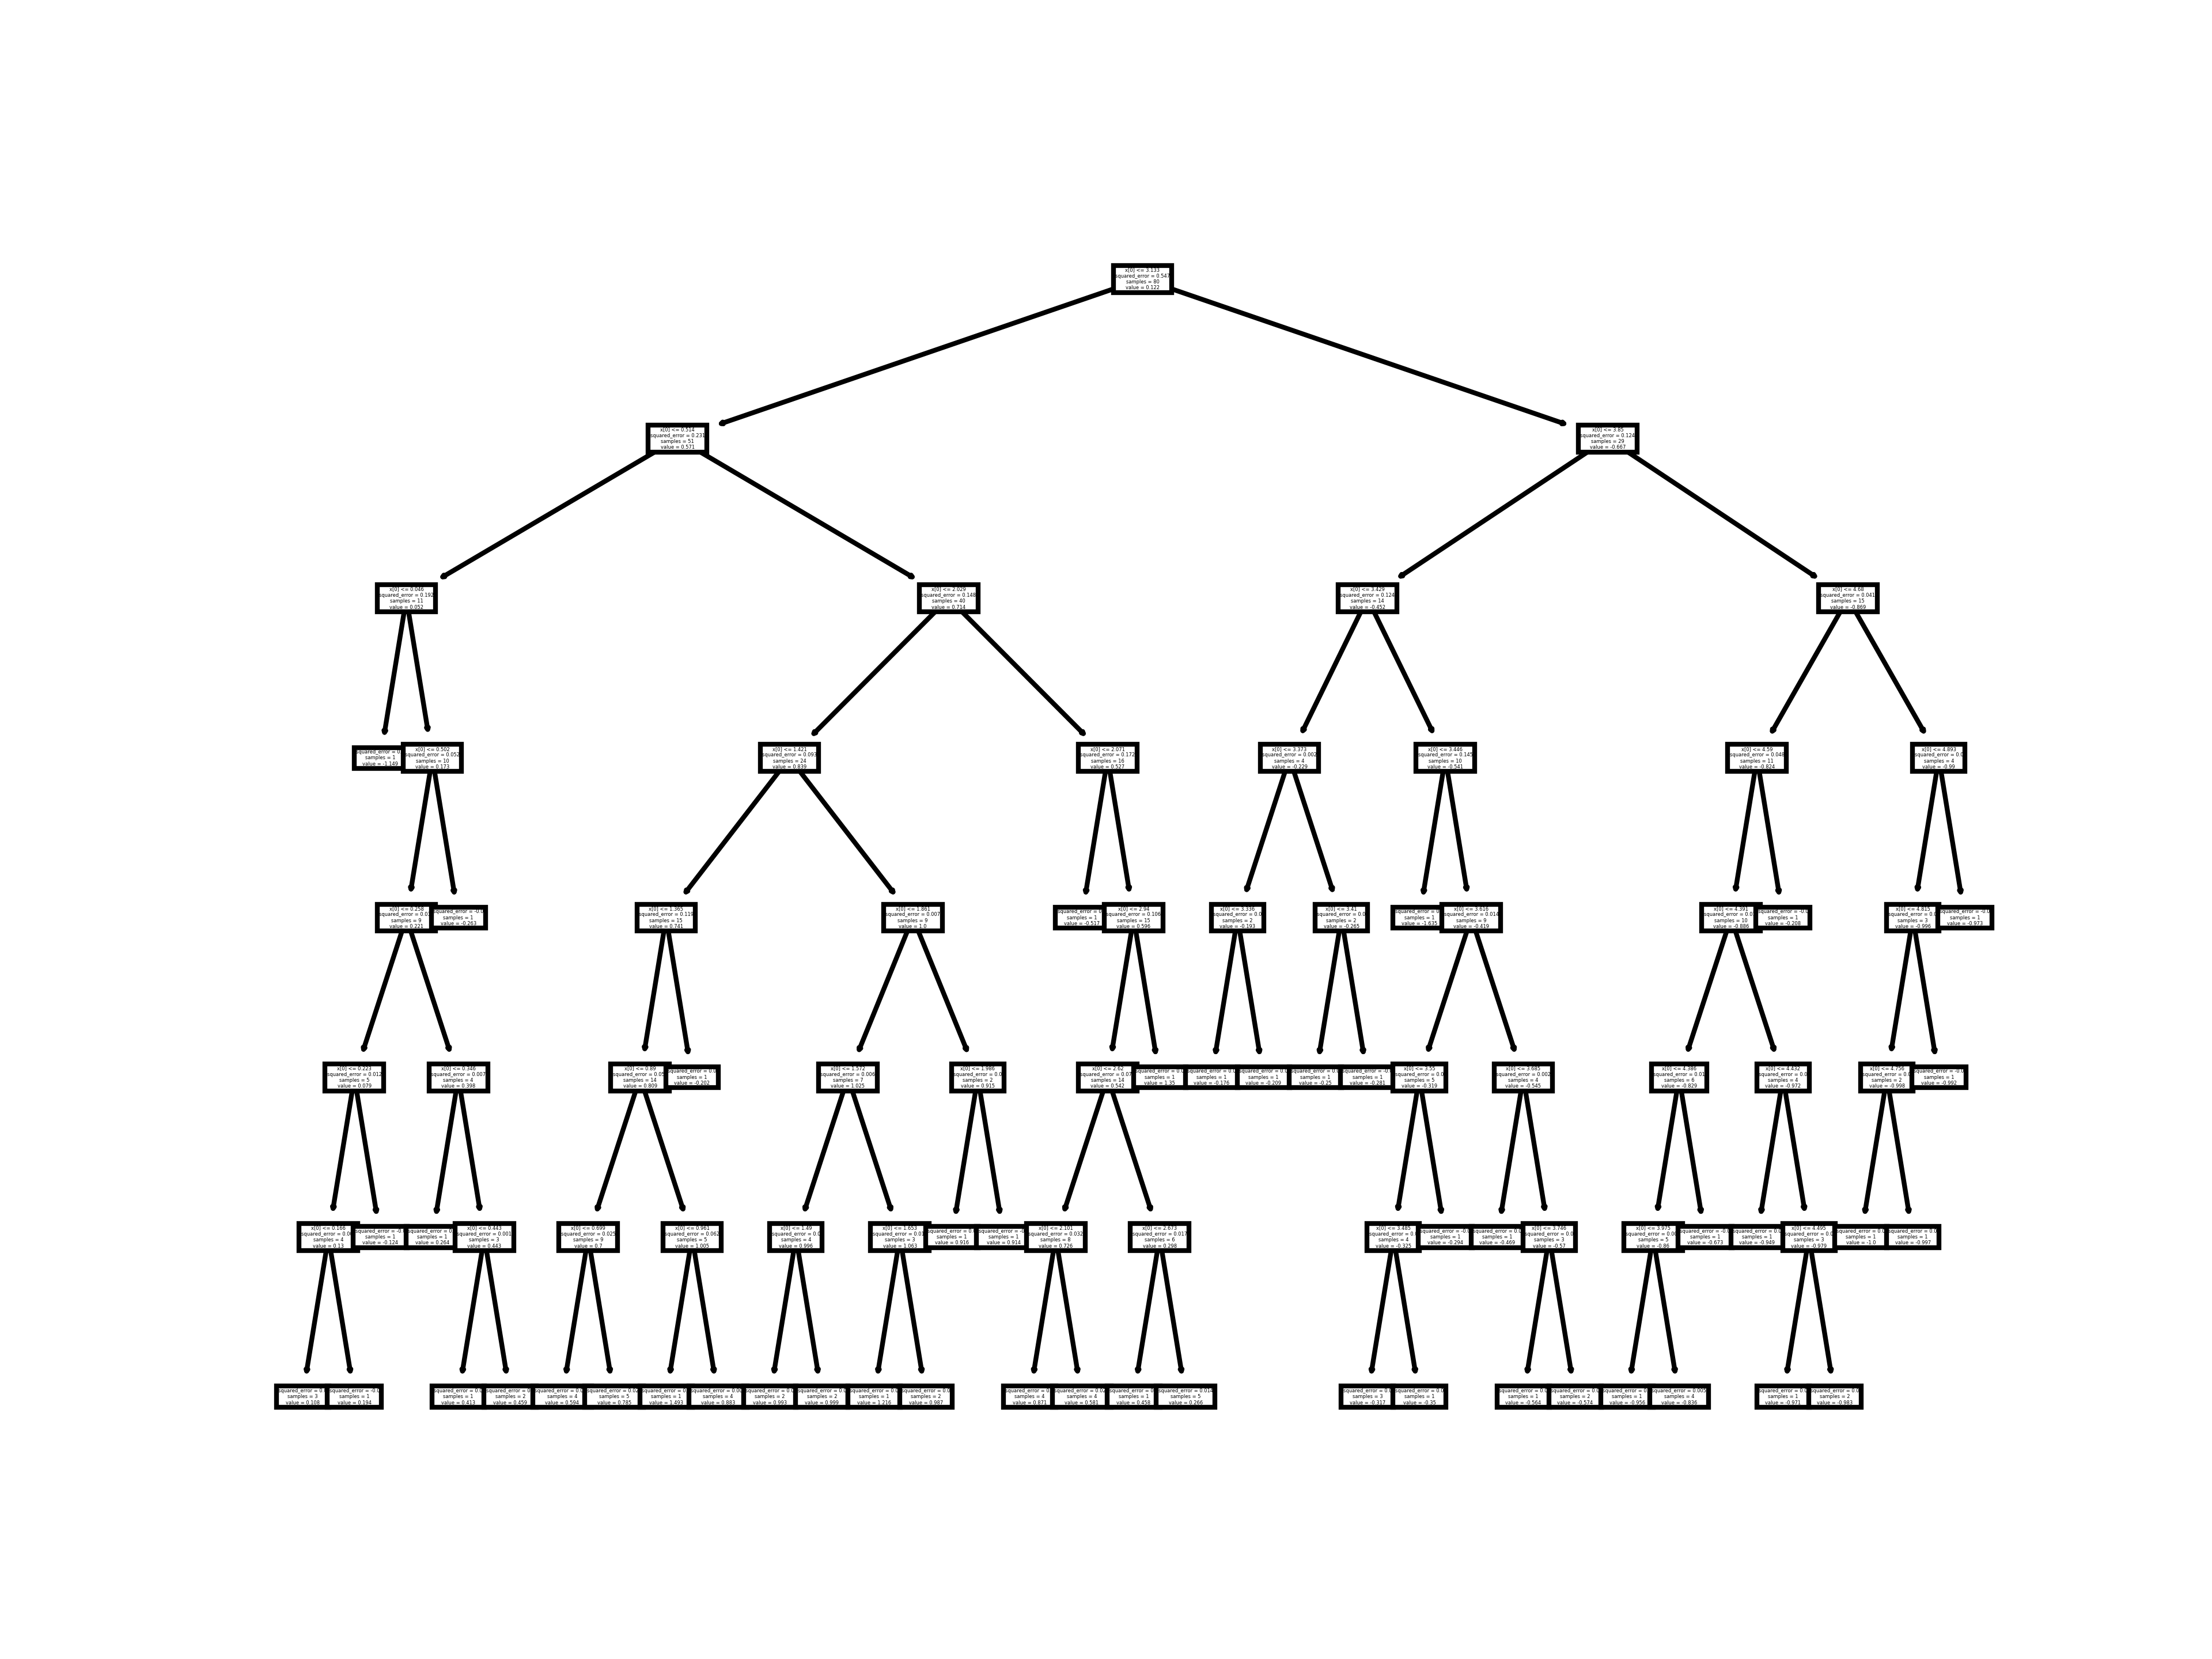 x[0] <= 3.133
squared_error = 0.547
samples = 80
value = 0.122
x[0] <= 0.514
squared_error = 0.231
samples = 51
value = 0.571
x[0] <= 3.85
squared_error = 0.124
samples = 29
value = -0.667
x[0] <= 0.046
squared_error = 0.192
samples = 11
value = 0.052
x[0] <= 2.029
squared_error = 0.148
samples = 40
value = 0.714
x[0] <= 3.429
squared_error = 0.124
samples = 14
value = -0.452
x[0] <= 4.68
squared_error = 0.041
samples = 15
value = -0.869
samples = 1
value = -1.149
x[0] <= 0.502
squared_error = 0.052
samples = 10
value = 0.173
x[0] <= 1.421
squared_error = 0.093
samples = 24
value = 0.839
x[0] <= 2.071
squared_error = 0.172
samples = 16
value = 0.527
x[0] <= 3.373
squared_error = 0.002
samples = 4
value = -0.229
x[0] <= 3.446
squared_error = 0.145
samples = 10
value = -0.541
x[0] <= 4.59
squared_error = 0.048
samples = 11
value = -0.824
x[0] <= 4.893
samples = 4
value = -0.99
x[0] <= 0.258
samples = 9
value = 0.221
samples = 1
value = -0.263
x[0] <= 1.365
squared_error = 0.119
samples = 15
value = 0.741
x[0] <= 1.861
squared_error = 0.007
samples = 9
value = 1.0
samples = 1
value = -0.517
x[0] <= 2.94
squared_error = 0.106
samples = 15
value = 0.596
x[0] <= 3.336
samples = 2
value = -0.193
x[0] <= 3.41
samples = 2
value = -0.265
samples = 1
value = -1.635
x[0] <= 3.616
squared_error = 0.014
samples = 9
value = -0.419
x[0] <= 4.391
samples = 10
value = -0.886
samples = 1
value = -0.208
x[0] <= 4.815
samples = 3
value = -0.996
samples = 1
value = -0.973
x[0] <= 0.223
squared_error = 0.012
samples = 5
value = 0.079
x[0] <= 0.346
squared_error = 0.007
samples = 4
value = 0.398
x[0] <= 0.89
samples = 14
value = 0.809
samples = 1
value = -0.202
x[0] <= 1.572
squared_error = 0.006
samples = 7
value = 1.025
x[0] <= 1.986
samples = 2
value = 0.915
x[0] <= 2.62
samples = 14
value = 0.542
samples = 1
value = 1.35
samples = 1
value = -0.176
samples = 1
value = -0.209
samples = 1
value = -0.25
samples = 1
value = -0.281
x[0] <= 3.55
samples = 5
value = -0.319
x[0] <= 3.685
squared_error = 0.002
samples = 4
value = -0.545
x[0] <= 4.386
samples = 6
value = -0.829
x[0] <= 4.432
samples = 4
value = -0.972
x[0] <= 4.756
samples = 2
value = -0.998
samples = 1
value = -0.992
x[0] <= 0.166
samples = 4
value = 0.13
samples = 1
value = -0.124
samples = 1
value = 0.264
x[0] <= 0.443
squared_error = 0.001
samples = 3
value = 0.443
x[0] <= 0.699
squared_error = 0.025
samples = 9
value = 0.7
x[0] <= 0.961
squared_error = 0.062
samples = 5
value = 1.005
x[0] <= 1.49
samples = 4
value = 0.996
x[0] <= 1.653
samples = 3
value = 1.063
samples = 1
value = 0.916
samples = 1
value = 0.914
x[0] <= 2.101
squared_error = 0.032
samples = 8
value = 0.726
x[0] <= 2.673
squared_error = 0.017
samples = 6
value = 0.298
x[0] <= 3.485
samples = 4
value = -0.325
samples = 1
value = -0.294
samples = 1
value = -0.469
x[0] <= 3.746
samples = 3
value = -0.57
x[0] <= 3.975
samples = 5
value = -0.86
samples = 1
value = -0.673
samples = 1
value = -0.949
x[0] <= 4.495
samples = 3
value = -0.979
samples = 1
value = -1.0
samples = 1
value = -0.997
samples = 3
value = 0.108
samples = 1
value = 0.194
samples = 1
value = 0.413
samples = 2
value = 0.459
samples = 4
value = 0.594
samples = 5
value = 0.785
samples = 1
value = 1.493
samples = 4
value = 0.883
samples = 2
value = 0.993
samples = 2
value = 0.999
samples = 1
value = 1.216
samples = 2
value = 0.987
samples = 4
value = 0.871
samples = 4
value = 0.581
samples = 1
value = 0.458
squared_error = 0.014
samples = 5
value = 0.266
samples = 3
value = -0.317
samples = 1
value = -0.35
samples = 1
value = -0.564
samples = 2
value = -0.574
samples = 1
value = -0.956
squared_error = 0.005
samples = 4
value = -0.836
samples = 1
value = -0.971
samples = 2
value = -0.983